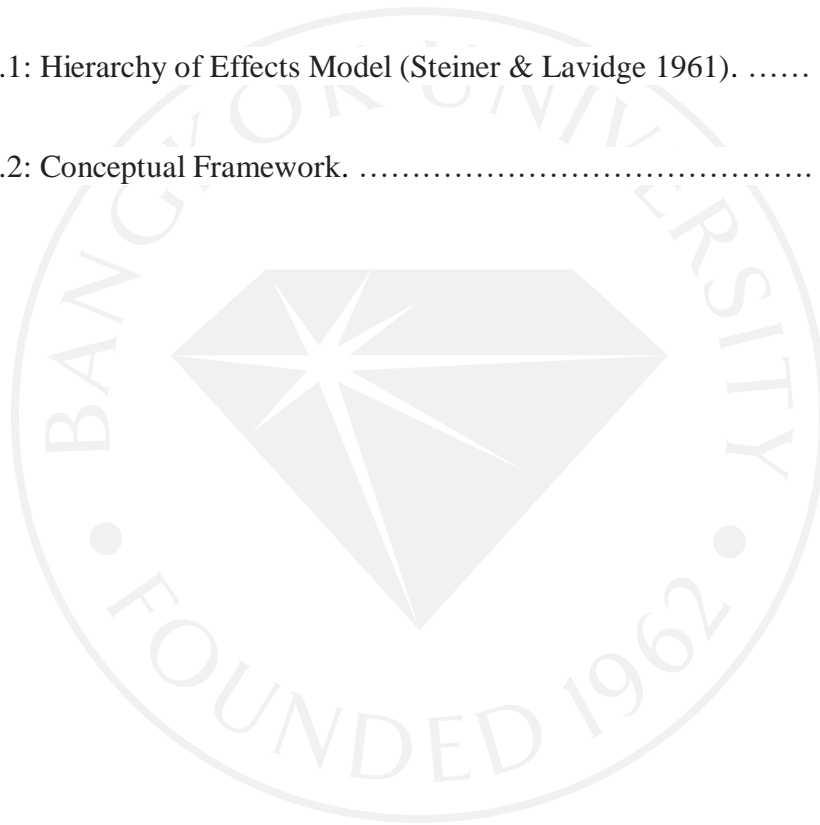 .1: Hierarchy of Effects Model (Steiner & Lavidge 1961). ……
.2: Conceptual Framework. …………………………………….
BANGKOK UNIVERSITY
• FOUNDED 1962 •